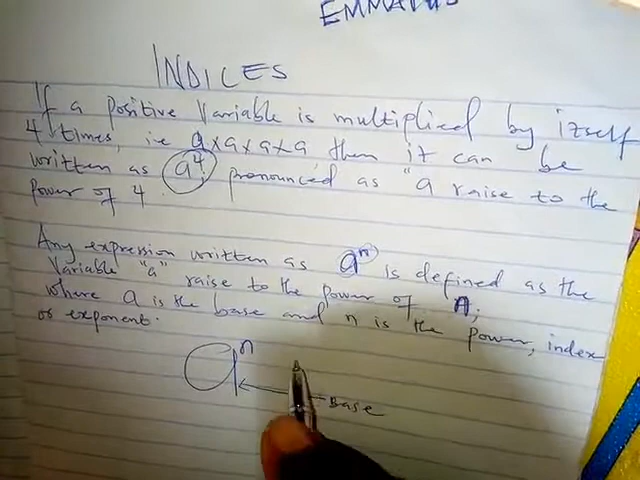 EMMANUS
INDICES
If a positive variable is multiplied by itself
4 times, ie a×a×a×a, then it can be
written as a⁴. pronounced as "a raise to the
power of 4.
Any expression written as aⁿ is defined as the
Variable "a" raise to the power of n;
where a is the base and n is the power, index
or exponent.
aⁿ
Base